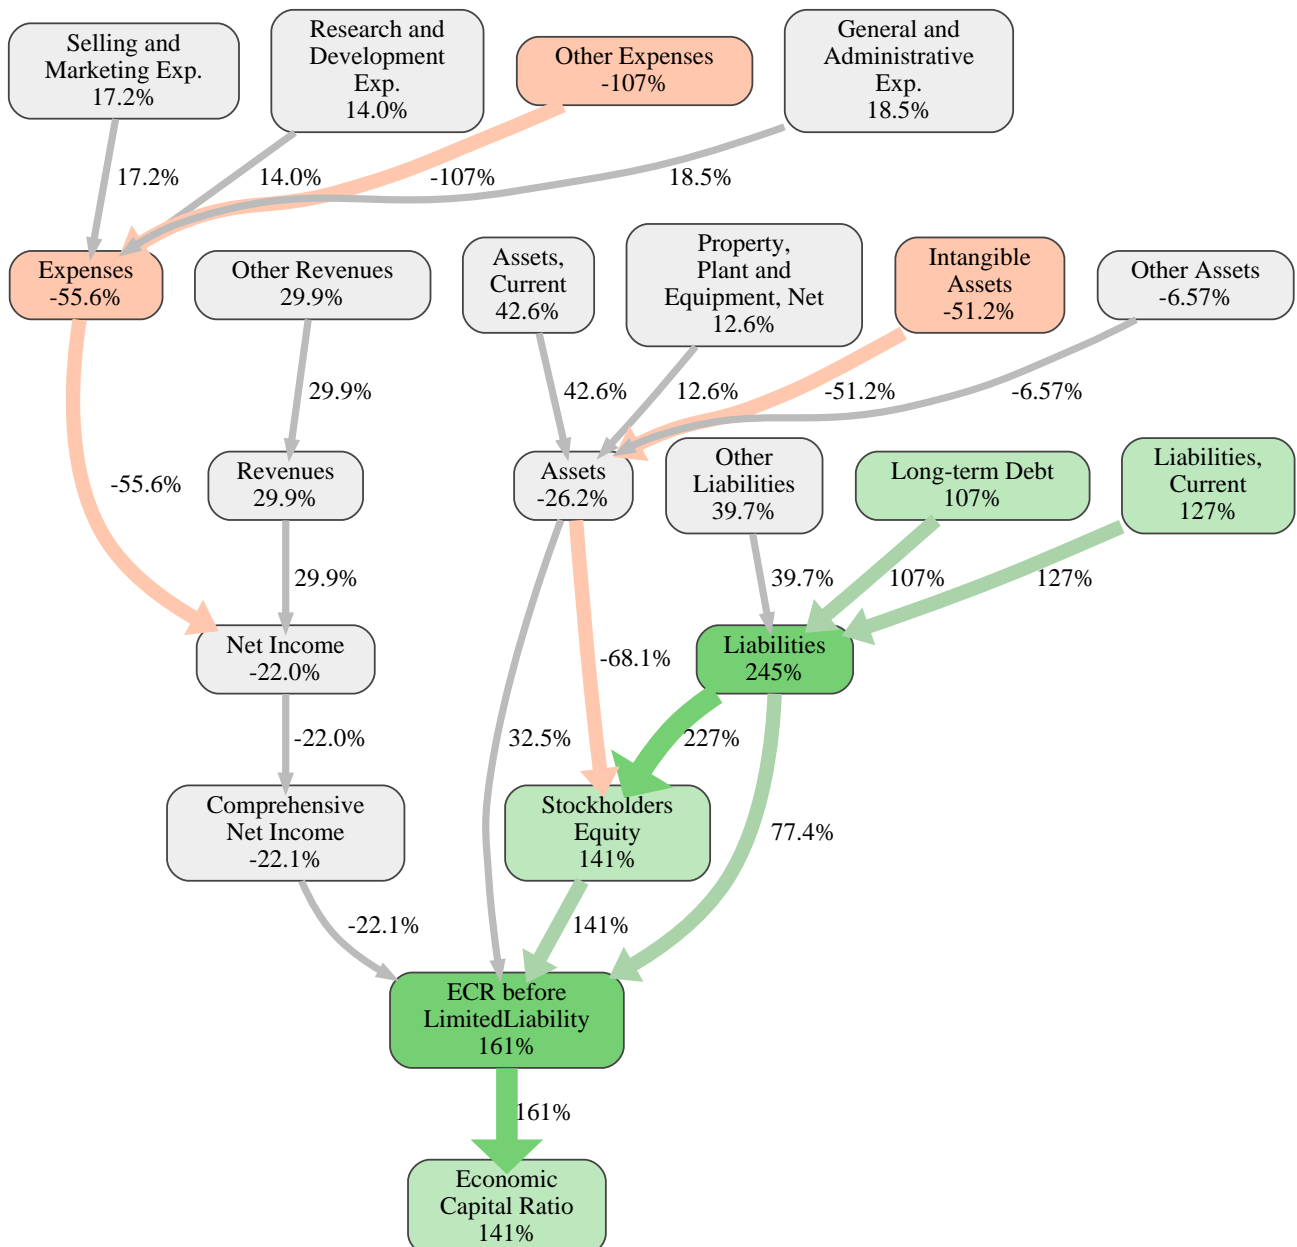 Selling and
Marketing Exp.
17.2%
Research and
Development
Exp.
14.0%
Other Expenses
-107%
General and
Administrative
Exp.
18.5%
17.2%
14.0%
-107%
18.5%
Expenses
-55.6%
Other Revenues
29.9%
Assets,
Current
42.6%
Property,
Plant and
Equipment, Net
12.6%
Intangible
Assets
-51.2%
Other Assets
-6.57%
29.9%
42.6%
12.6%
-51.2%
-6.57%
-55.6%
Revenues
29.9%
Assets
-26.2%
Other
Liabilities
39.7%
Long-term Debt
107%
Liabilities,
Current
127%
29.9%
39.7%
107%
127%
Net Income
-22.0%
-68.1%
Liabilities
245%
-22.0%
32.5%
227%
Comprehensive
Net Income
-22.1%
Stockholders
Equity
141%
77.4%
-22.1%
141%
ECR before
LimitedLiability
161%
161%
Economic
Capital Ratio
141%